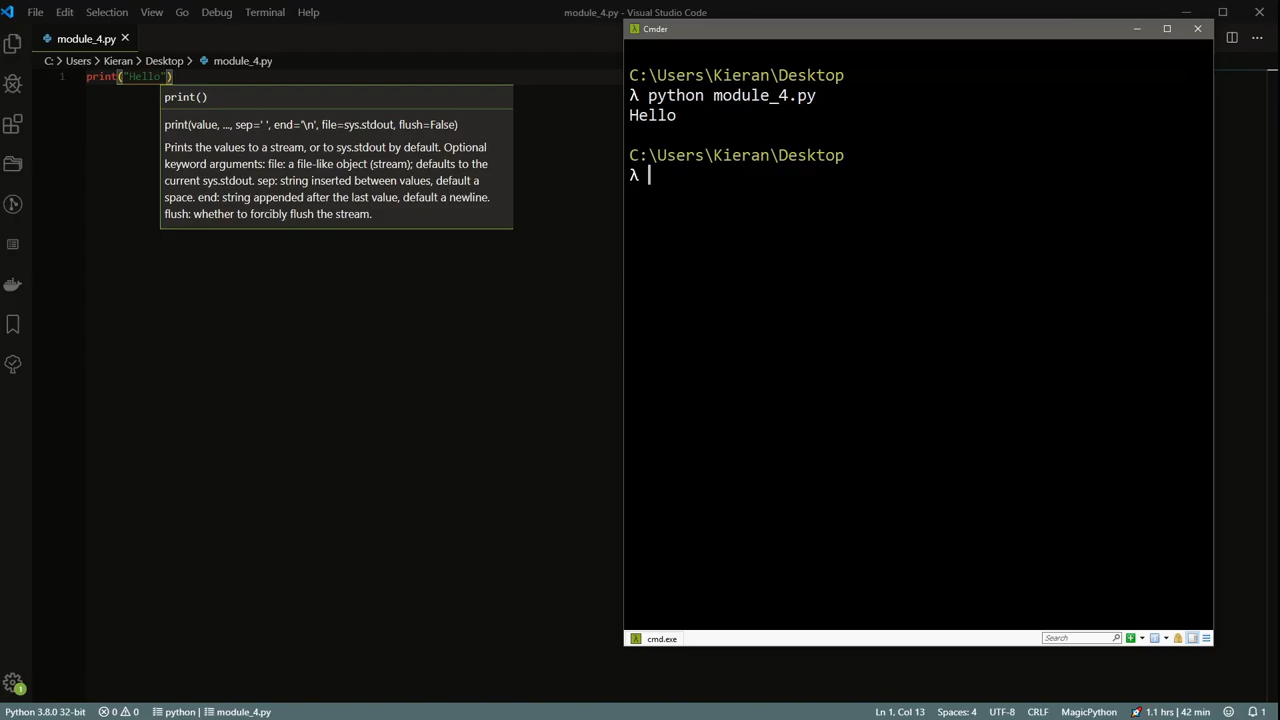 File Edit Selection View Go Debug Terminal Help
module_4.py - Visual Studio Code
module_4.py
C: > Users > Kieran > Desktop > module_4.py
1 print("Hello")
print()
print(value, ..., sep=' ', end='\n', file=sys.stdout, flush=False)
Prints the values to a stream, or to sys.stdout by default. Optional
keyword arguments: file: a file-like object (stream); defaults to the
current sys.stdout. sep: string inserted between values, default a
space. end: string appended after the last value, default a newline.
flush: whether to forcibly flush the stream.
Cmder
C:\Users\Kieran\Desktop
λ python module_4.py
Hello
C:\Users\Kieran\Desktop
λ
cmd.exe
Search
1
Python 3.8.0 32-bit
0 0
python | module_4.py
Ln 1, Col 13
Spaces: 4
UTF-8
CRLF
MagicPython
1.1 hrs | 42 min
1